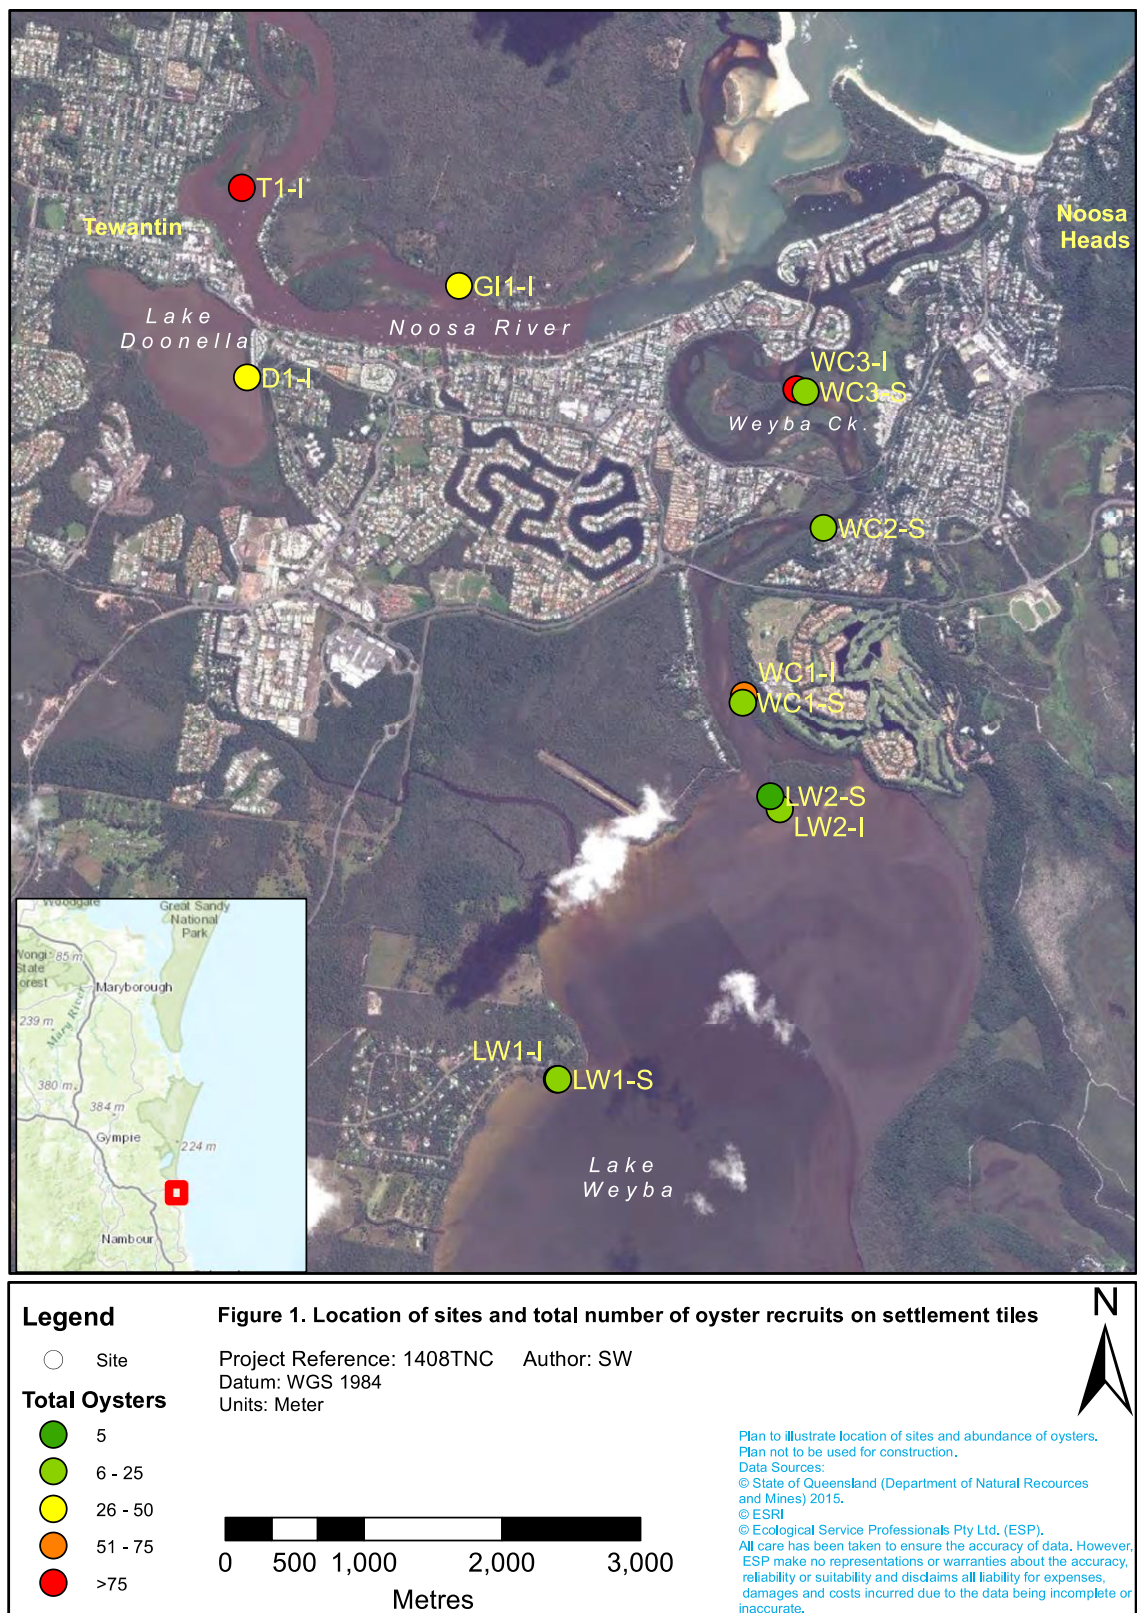 T1-I
Tewantin
Noosa
Heads
GI1-I
Lake
Doonella
Noosa River
D1-I
WC3-I
WC3-S
Weyba Ck.
WC2-S
WC1-I
WC1-S
LW2-S
LW2-I
LW1-I
LW1-S
Lake
Weyba
Woodgate
Great Sandy
National
Park
Wongi
State
orest
85 m
Maryborough
Mary River
239 m
380 m
384 m
Gympie
224 m
Nambour
Legend
Site
Total Oysters
5
6 - 25
26 - 50
51 - 75
>75
Figure 1. Location of sites and total number of oyster recruits on settlement tiles
Project Reference: 1408TNC Author: SW
Datum: WGS 1984
Units: Meter
0 500 1,000 2,000 3,000
Metres
N
Plan to illustrate location of sites and abundance of oysters.
Plan not to be used for construction.
Data Sources:
© State of Queensland (Department of Natural Recources
and Mines) 2015.
© ESRI
© Ecological Service Professionals Pty Ltd. (ESP).
All care has been taken to ensure the accuracy of data. However,
ESP make no representations or warranties about the accuracy,
reliability or suitability and disclaims all liability for expenses,
damages and costs incurred due to the data being incomplete or
inaccurate.